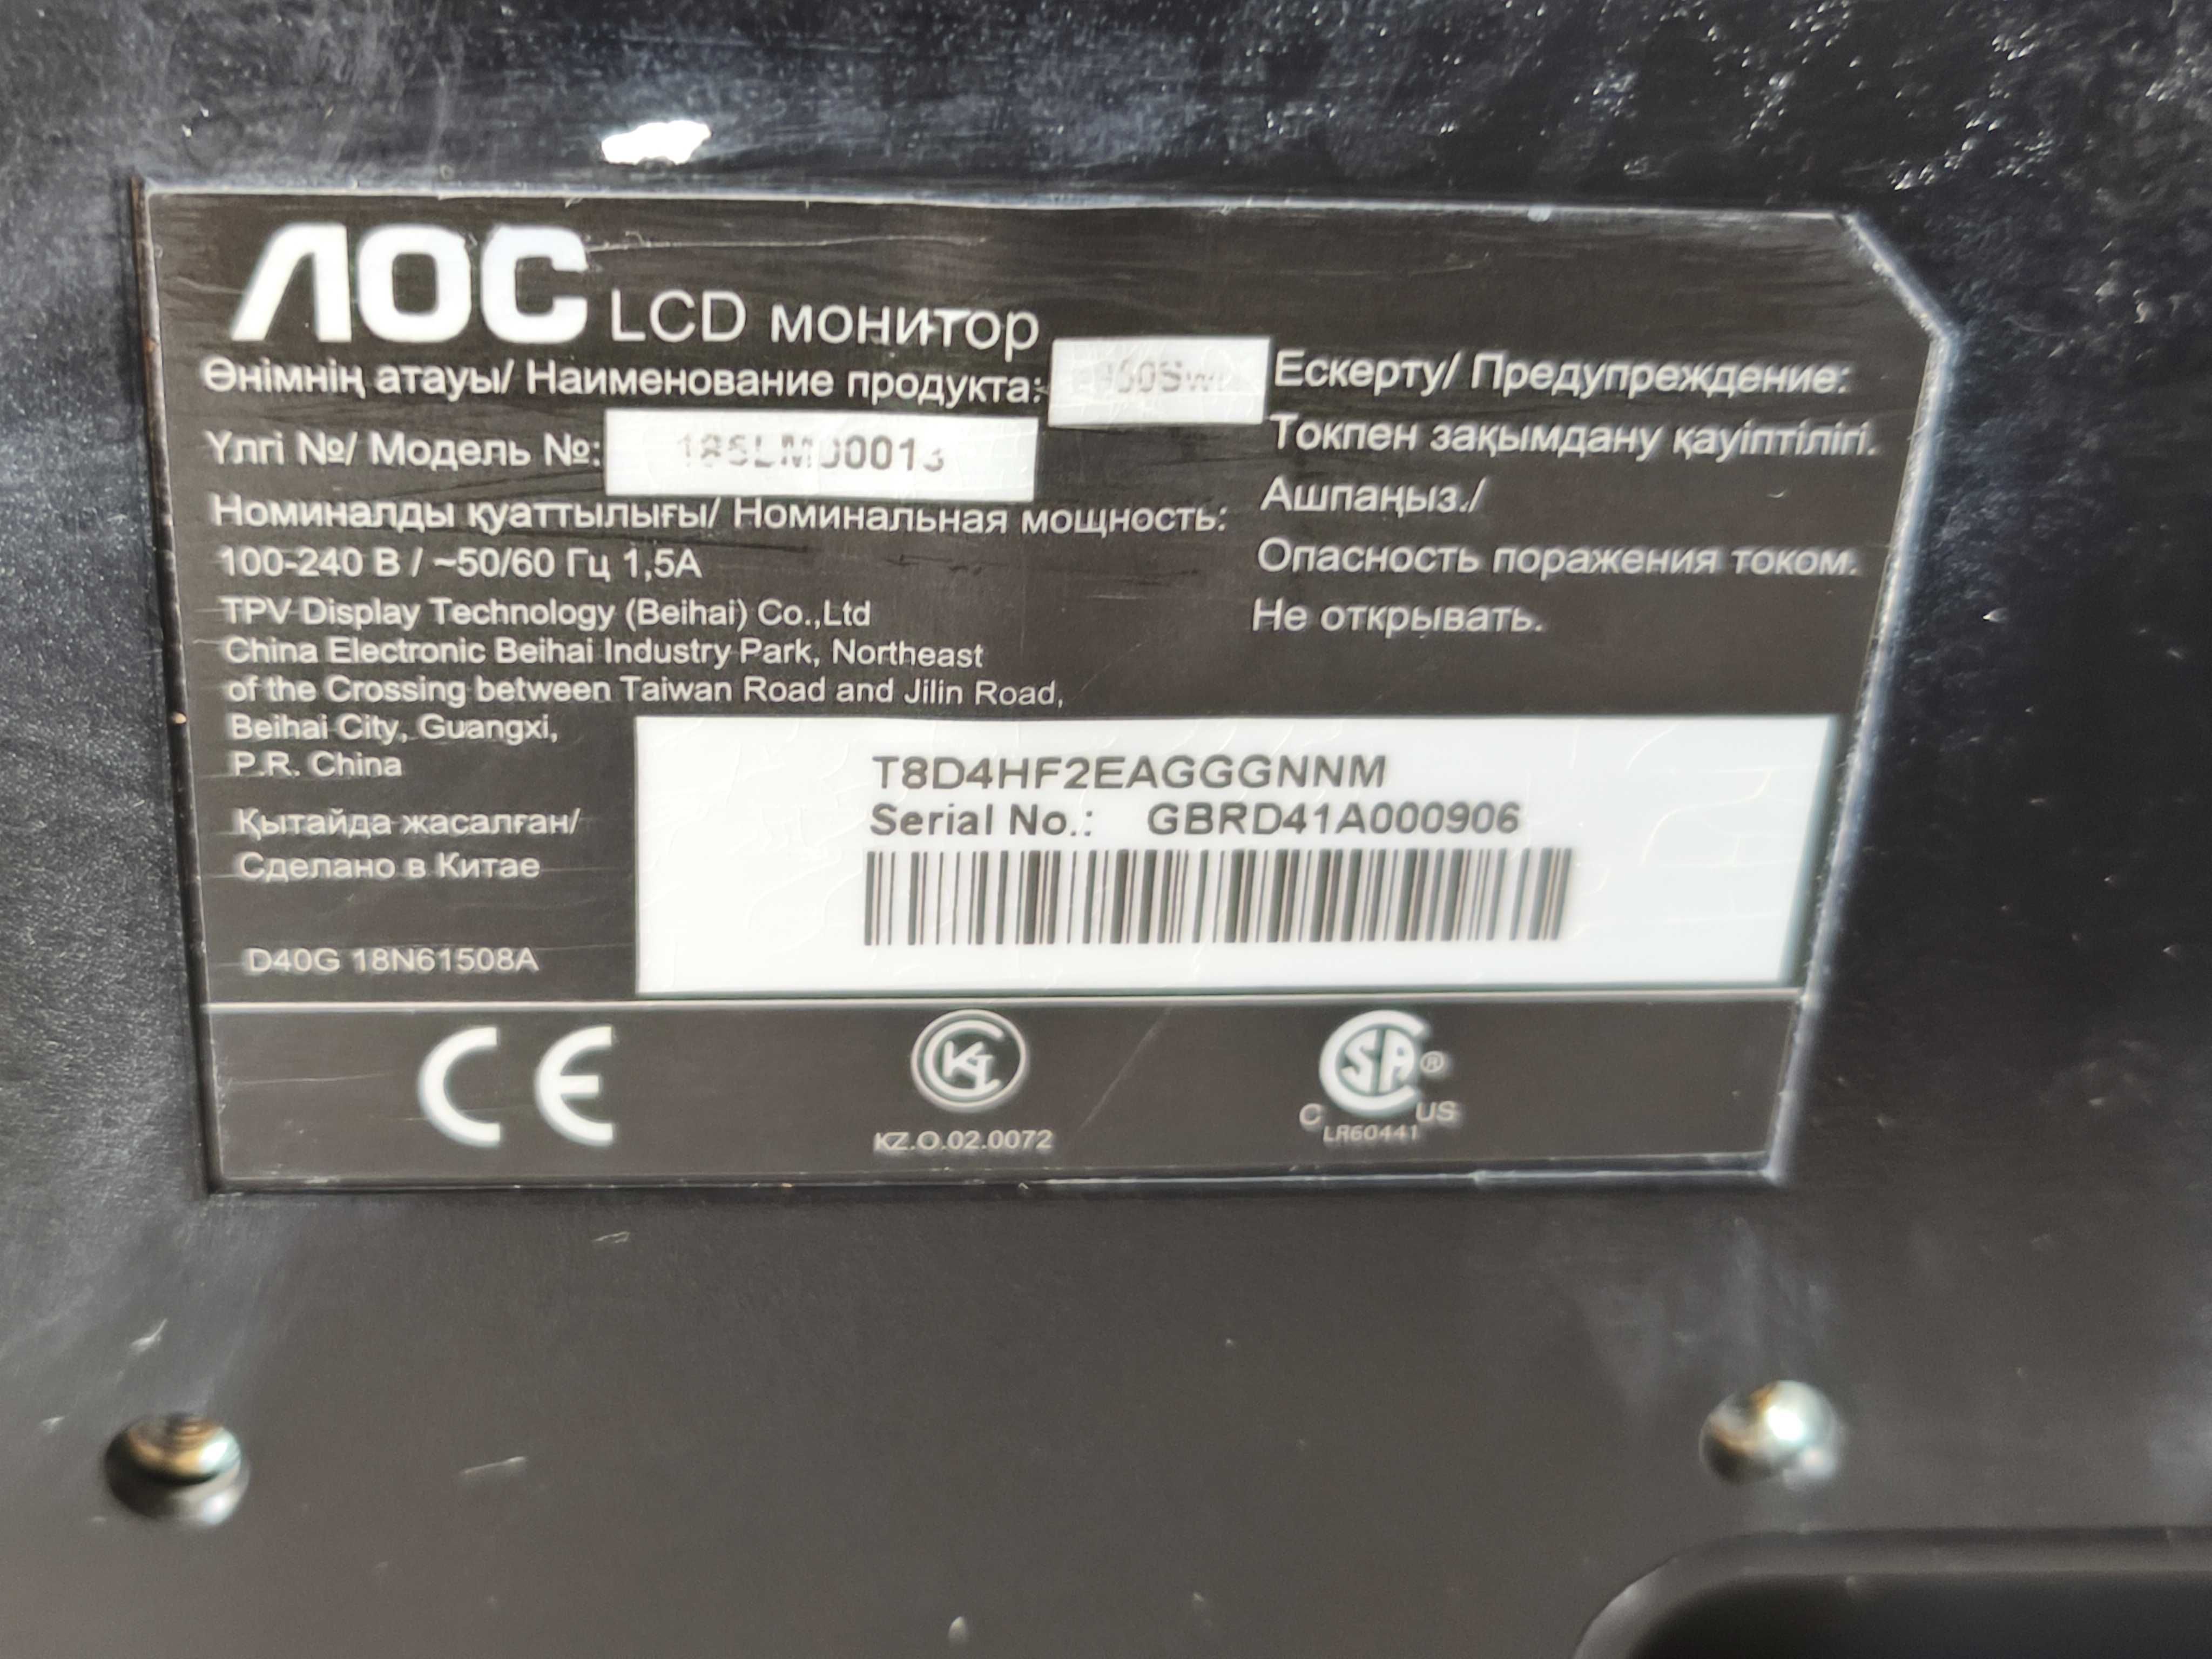 AOC LCD монитор
Өнімнің атауы/ Наименование продукта:
Үлгі №/ Модель №: 185LM00013
Номиналды қуаттылығы/ Номинальная мощность:
100-240 В / ~50/60 Гц 1,5А
TPV Display Technology (Beihai) Co.,Ltd
China Electronic Beihai Industry Park, Northeast
of the Crossing between Taiwan Road and Jilin Road,
Beihai City, Guangxi,
P.R. China
Қытайда жасалған/
Сделано в Китае
D40G 18N61508A
Ескерту/ Предупреждение:
Токпен зақымдану қауіптілігі.
Ашпаңыз./
Опасность поражения током.
Не открывать.
T8D4HF2EAGGGNNM
Serial No.: GBRD41A000906
CE
KZ.O.02.0072
CSA ®
C US
LR60441